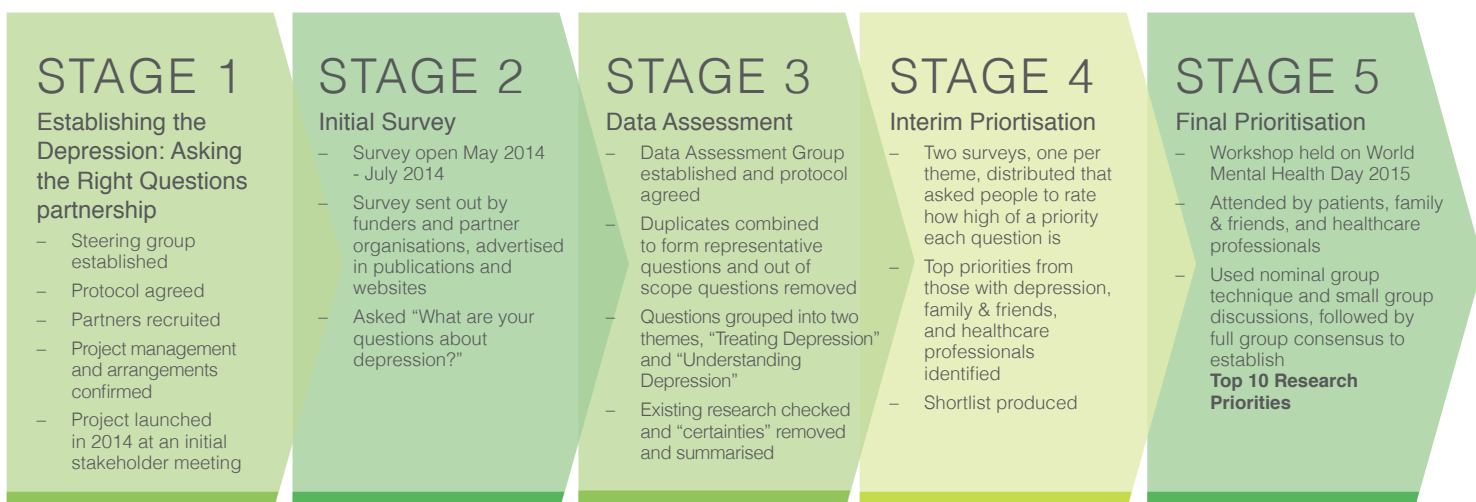 STAGE 1
Establishing the
Depression: Asking
the Right Questions
partnership
– Steering group
established
– Protocol agreed
– Partners recruited
– Project management
and arrangements
confirmed
– Project launched
in 2014 at an initial
stakeholder meeting
STAGE 2
Initial Survey
– Survey open May 2014
- July 2014
– Survey sent out by
funders and partner
organisations, advertised
in publications and
websites
– Asked “What are your
questions about
depression?”
STAGE 3
Data Assessment
– Data Assessment Group
established and protocol
agreed
– Duplicates combined
to form representative
questions and out of
scope questions removed
– Questions grouped into two
themes, “Treating Depression”
and “Understanding
Depression”
– Existing research checked
and “certainties” removed
and summarised
STAGE 4
Interim Priortisation
– Two surveys, one per
theme, distributed that
asked people to rate
how high of a priority
each question is
– Top priorities from
those with depression,
family & friends,
and healthcare
professionals
identified
– Shortlist produced
STAGE 5
Final Prioritisation
– Workshop held on World
Mental Health Day 2015
– Attended by patients, family
& friends, and healthcare
professionals
– Used nominal group
technique and small group
discussions, followed by
full group consensus to
establish
Top 10 Research
Priorities